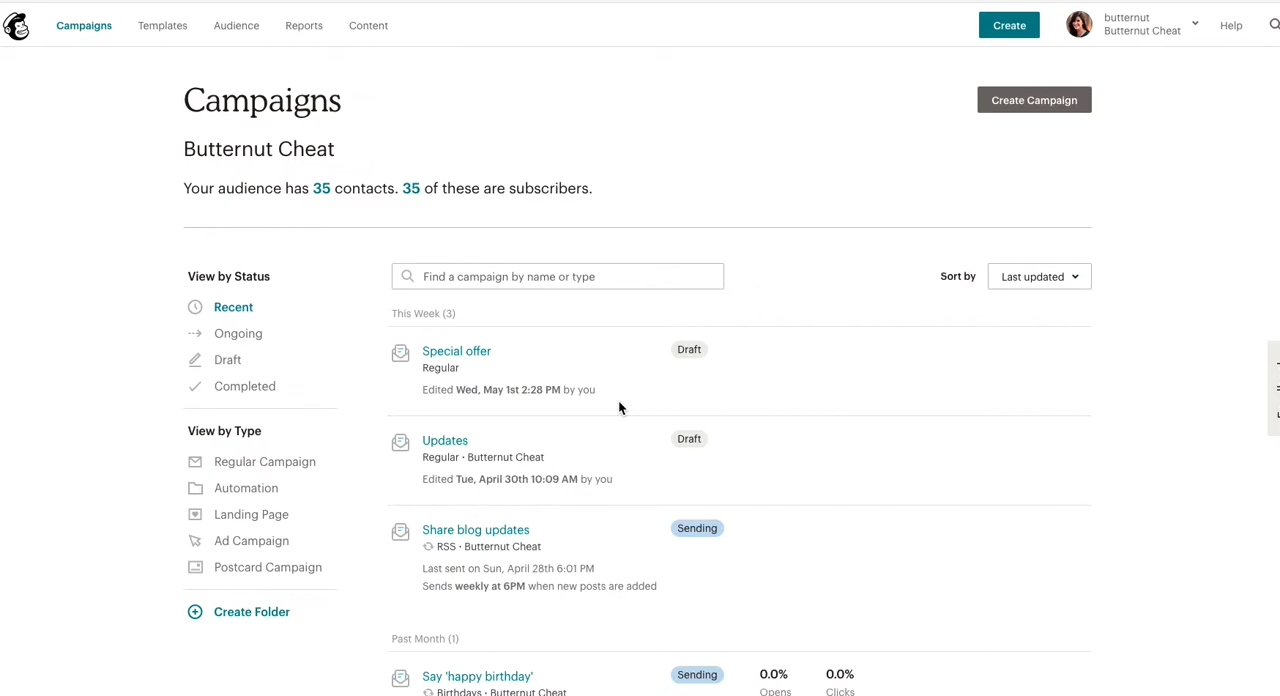 Campaigns Templates Audience Reports Content Create butternut Butternut Cheat Help
Campaigns
Create Campaign
Butternut Cheat
Your audience has 35 contacts. 35 of these are subscribers.
View by Status
Recent
Ongoing
Draft
Completed
View by Type
Regular Campaign
Automation
Landing Page
Ad Campaign
Postcard Campaign
Create Folder
Find a campaign by name or type
Sort by Last updated
This Week (3)
Special offer Draft
Regular
Edited Wed, May 1st 2:28 PM by you
Updates Draft
Regular · Butternut Cheat
Edited Tue, April 30th 10:09 AM by you
Share blog updates Sending
RSS · Butternut Cheat
Last sent on Sun, April 28th 6:01 PM
Sends weekly at 6PM when new posts are added
Past Month (1)
Say 'happy birthday' Sending 0.0% 0.0%
Birthdays · Butternut Cheat Opens Clicks